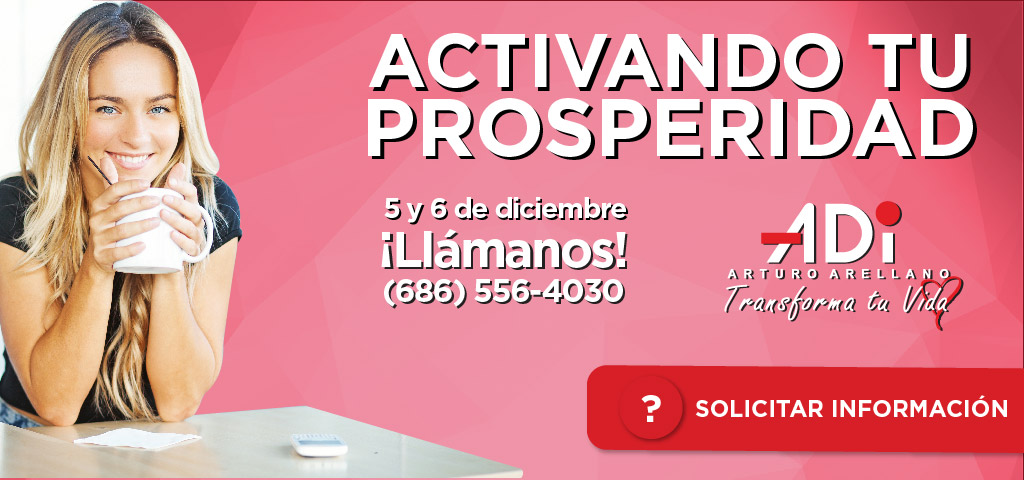 ACTIVANDO TU
PROSPERIDAD
5 y 6 de diciembre
¡Llámanos!
(686) 556-4030
ADi
ARTURO ARELLANO
Transforma tu Vida
?
SOLICITAR INFORMACIÓN